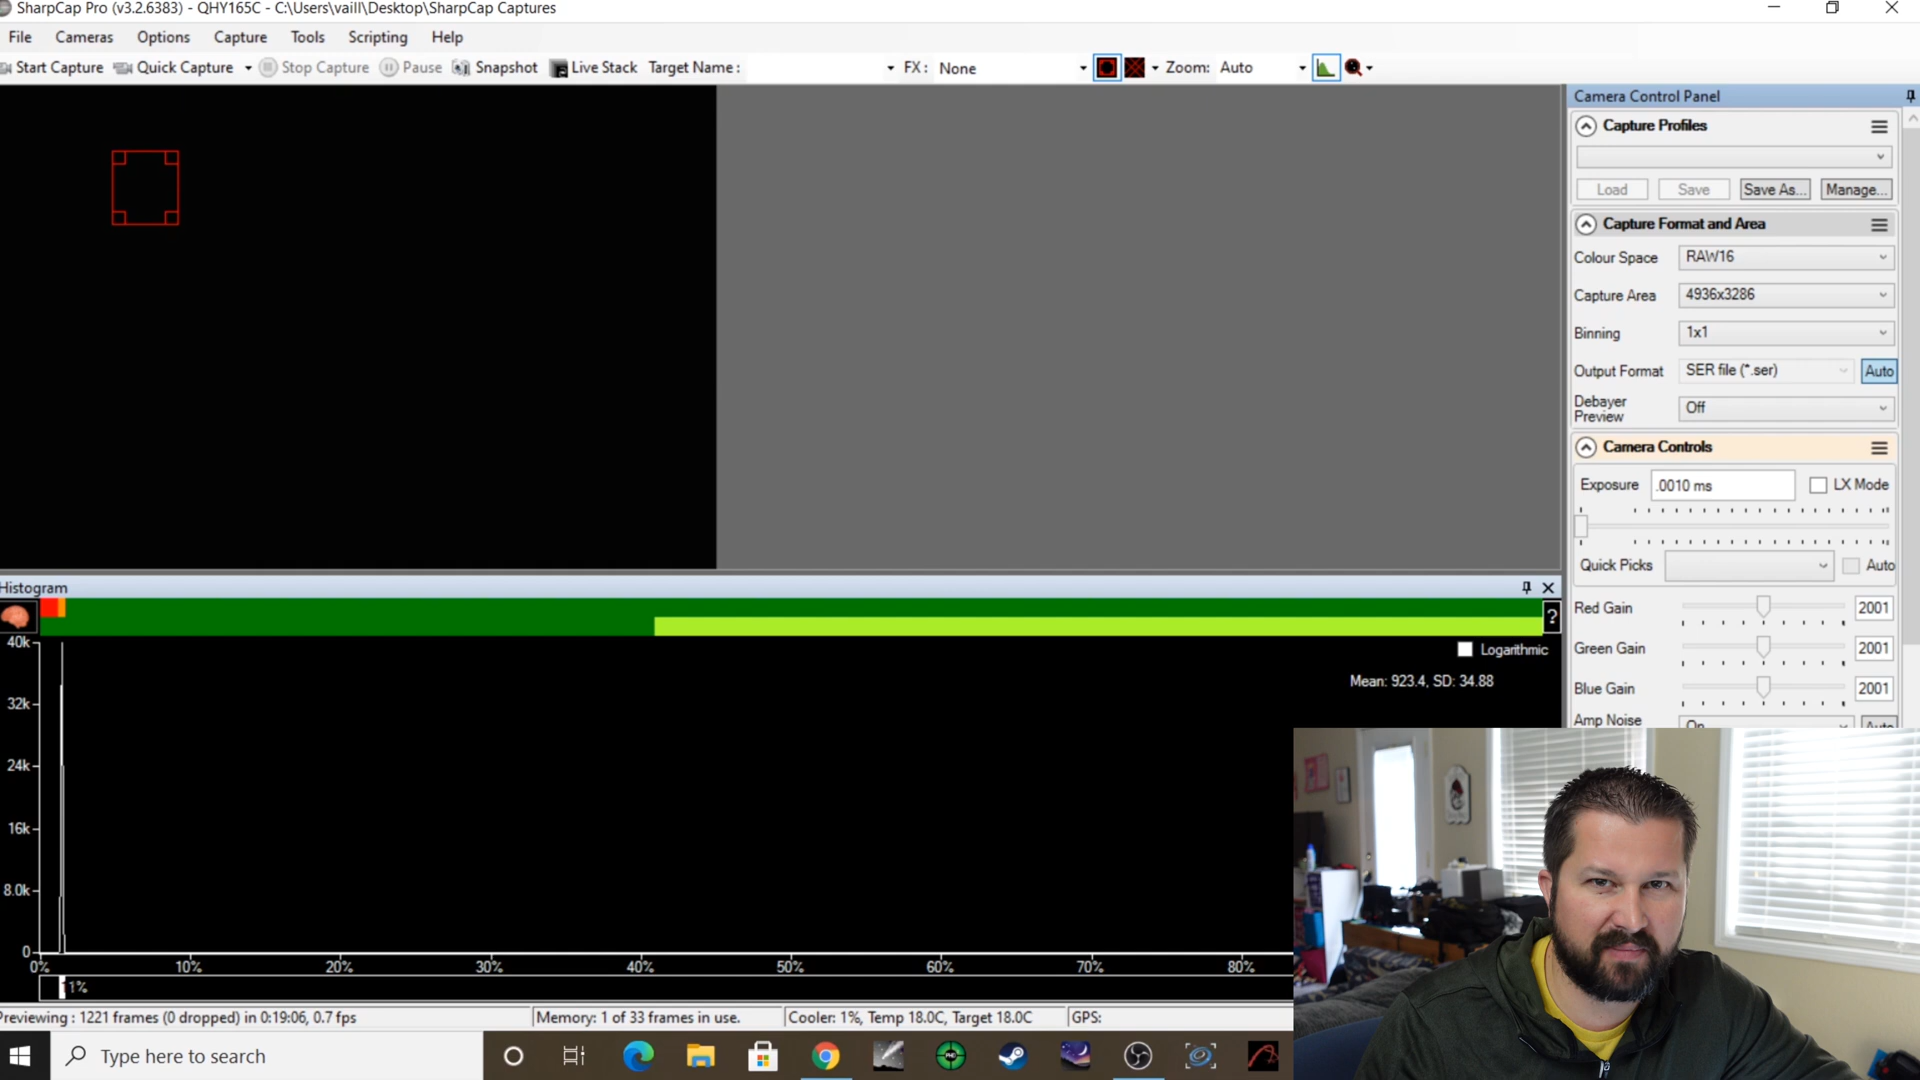 SharpCap Pro (v3.2.6383) - QHY165C - C:\Users\vaill\Desktop\SharpCap Captures
File Cameras Options Capture Tools Scripting Help
Start Capture Quick Capture Stop Capture Pause Snapshot Live Stack Target Name : FX : None Zoom: Auto
Camera Control Panel
Capture Profiles
Load Save Save As... Manage...
Capture Format and Area
Colour Space RAW16
Capture Area 4936x3286
Binning 1x1
Output Format SER file (*.ser) Auto
Debayer
Preview
Off
Camera Controls
Exposure .0010 ms LX Mode
Quick Picks Auto
Red Gain 2001
Green Gain 2001
Blue Gain 2001
Amp Noise On Auto
Histogram
?
Logarithmic
Mean: 923.4, SD: 34.88
40k
32k
24k
16k
8.0k
0
0% 10% 20% 30% 40% 50% 60% 70% 80%
1%
Previewing : 1221 frames (0 dropped) in 0:19:06, 0.7 fps Memory: 1 of 33 frames in use. Cooler: 1%, Temp 18.0C, Target 18.0C GPS:
Type here to search